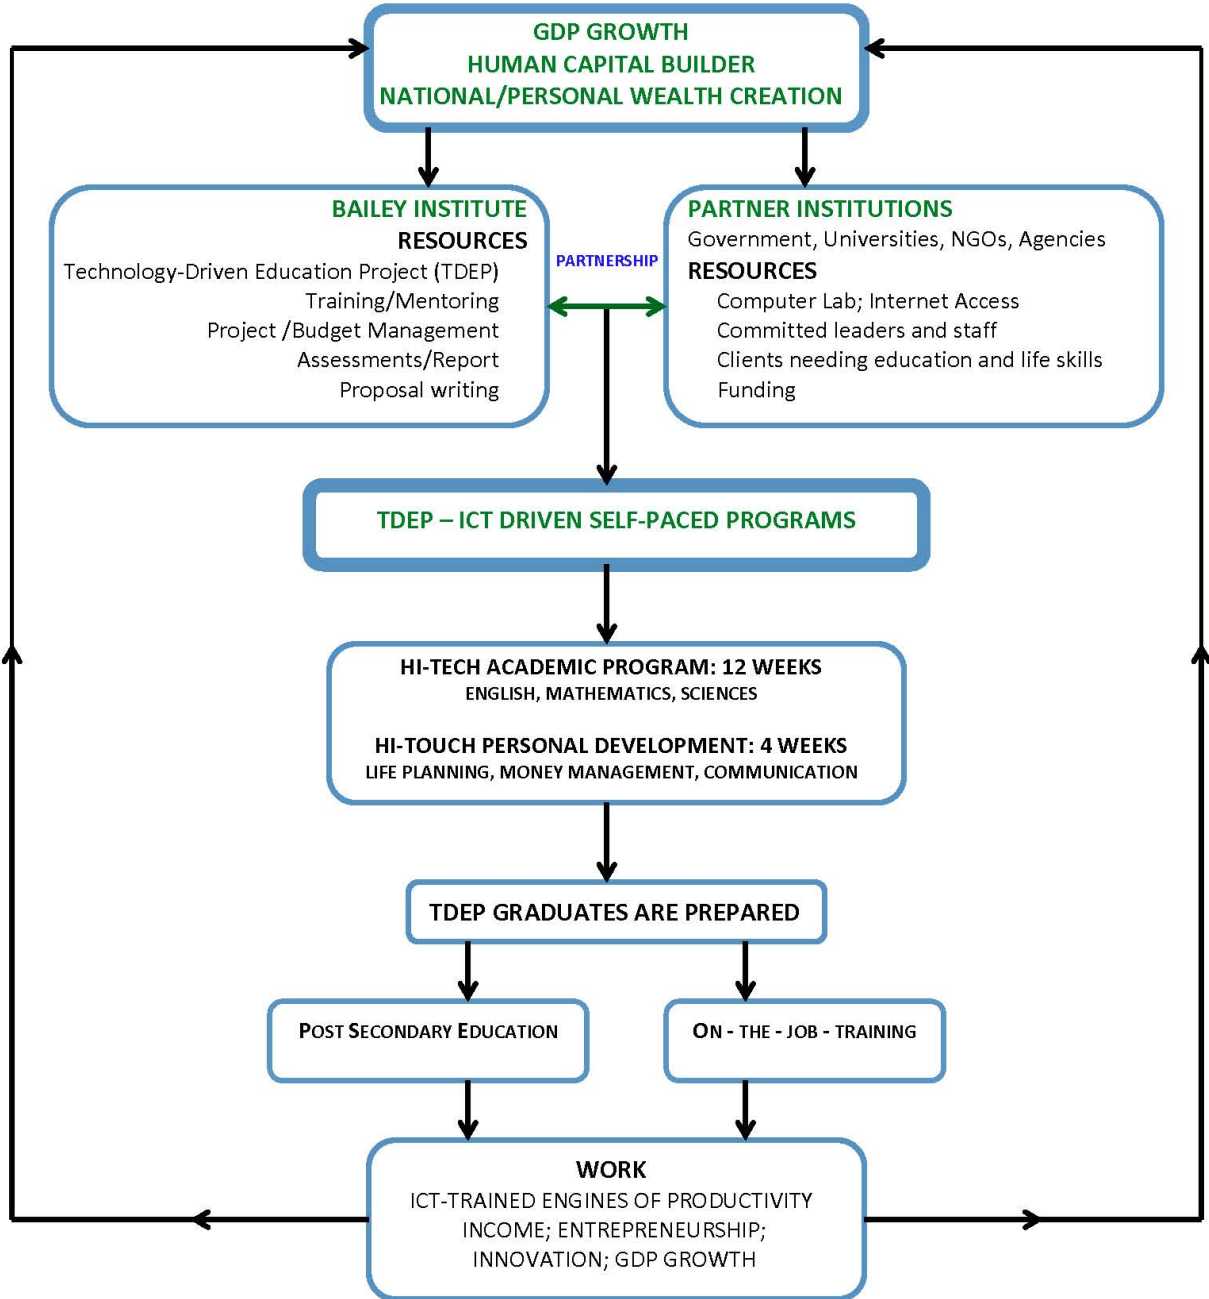 GDP GROWTH
HUMAN CAPITAL BUILDER
NATIONAL/PERSONAL WEALTH CREATION
BAILEY INSTITUTE
RESOURCES
Technology-Driven Education Project (TDEP)
Training/Mentoring
Project /Budget Management
Assessments/Report
Proposal writing
PARTNERSHIP
PARTNER INSTITUTIONS
Government, Universities, NGOs, Agencies
RESOURCES
Computer Lab; Internet Access
Committed leaders and staff
Clients needing education and life skills
Funding
TDEP – ICT DRIVEN SELF-PACED PROGRAMS
HI-TECH ACADEMIC PROGRAM: 12 WEEKS
ENGLISH, MATHEMATICS, SCIENCES
HI-TOUCH PERSONAL DEVELOPMENT: 4 WEEKS
LIFE PLANNING, MONEY MANAGEMENT, COMMUNICATION
TDEP GRADUATES ARE PREPARED
POST SECONDARY EDUCATION
ON - THE - JOB - TRAINING
WORK
ICT-TRAINED ENGINES OF PRODUCTIVITY
INCOME; ENTREPRENEURSHIP;
INNOVATION; GDP GROWTH